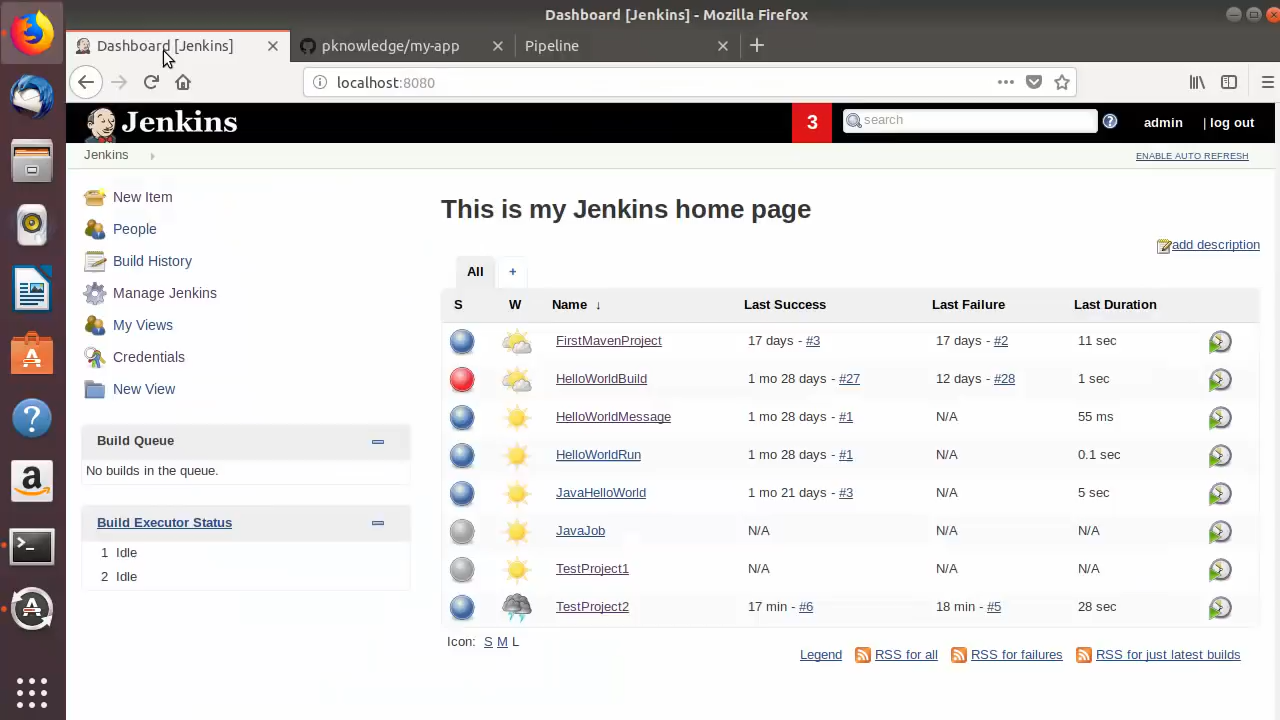 Dashboard [Jenkins] - Mozilla Firefox
Dashboard [Jenkins]
pknowledge/my-app
Pipeline
localhost:8080
Jenkins
3
search
admin
| log out
Jenkins
ENABLE AUTO REFRESH
New Item
People
Build History
Manage Jenkins
My Views
Credentials
New View
Build Queue
No builds in the queue.
Build Executor Status
1 Idle
2 Idle
This is my Jenkins home page
add description
All
+
S W Name ↓ Last Success Last Failure Last Duration
FirstMavenProject 17 days - #3 17 days - #2 11 sec
HelloWorldBuild 1 mo 28 days - #27 12 days - #28 1 sec
HelloWorldMessage 1 mo 28 days - #1 N/A 55 ms
HelloWorldRun 1 mo 28 days - #1 N/A 0.1 sec
JavaHelloWorld 1 mo 21 days - #3 N/A 5 sec
JavaJob N/A N/A N/A
TestProject1 N/A N/A N/A
TestProject2 17 min - #6 18 min - #5 28 sec
Icon: S M L
Legend RSS for all RSS for failures RSS for just latest builds